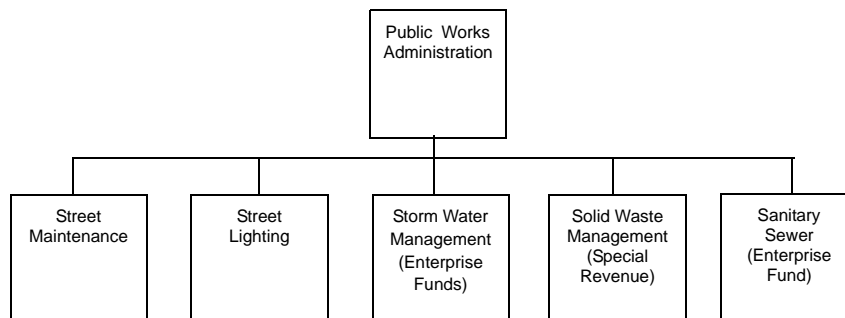 Public Works
Administration
Street
Maintenance
Street
Lighting
Storm Water
Management
(Enterprise
Funds)
Solid Waste
Management
(Special
Revenue)
Sanitary
Sewer
(Enterprise
Fund)